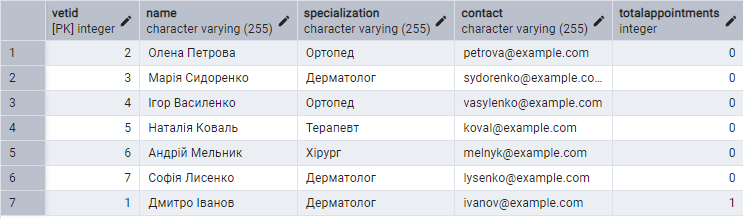 vetid name specialization contact totalappointments
[PK] integer character varying (255) character varying (255) character varying (255) integer
1 2 Олена Петрова Ортопед petrova@example.com 0
2 3 Марія Сидоренко Дерматолог sydorenko@example.co... 0
3 4 Ігор Василенко Ортопед vasylenko@example.com 0
4 5 Наталія Коваль Терапевт koval@example.com 0
5 6 Андрій Мельник Хірург melnyk@example.com 0
6 7 Софія Лисенко Дерматолог lysenko@example.com 0
7 1 Дмитро Іванов Дерматолог ivanov@example.com 1